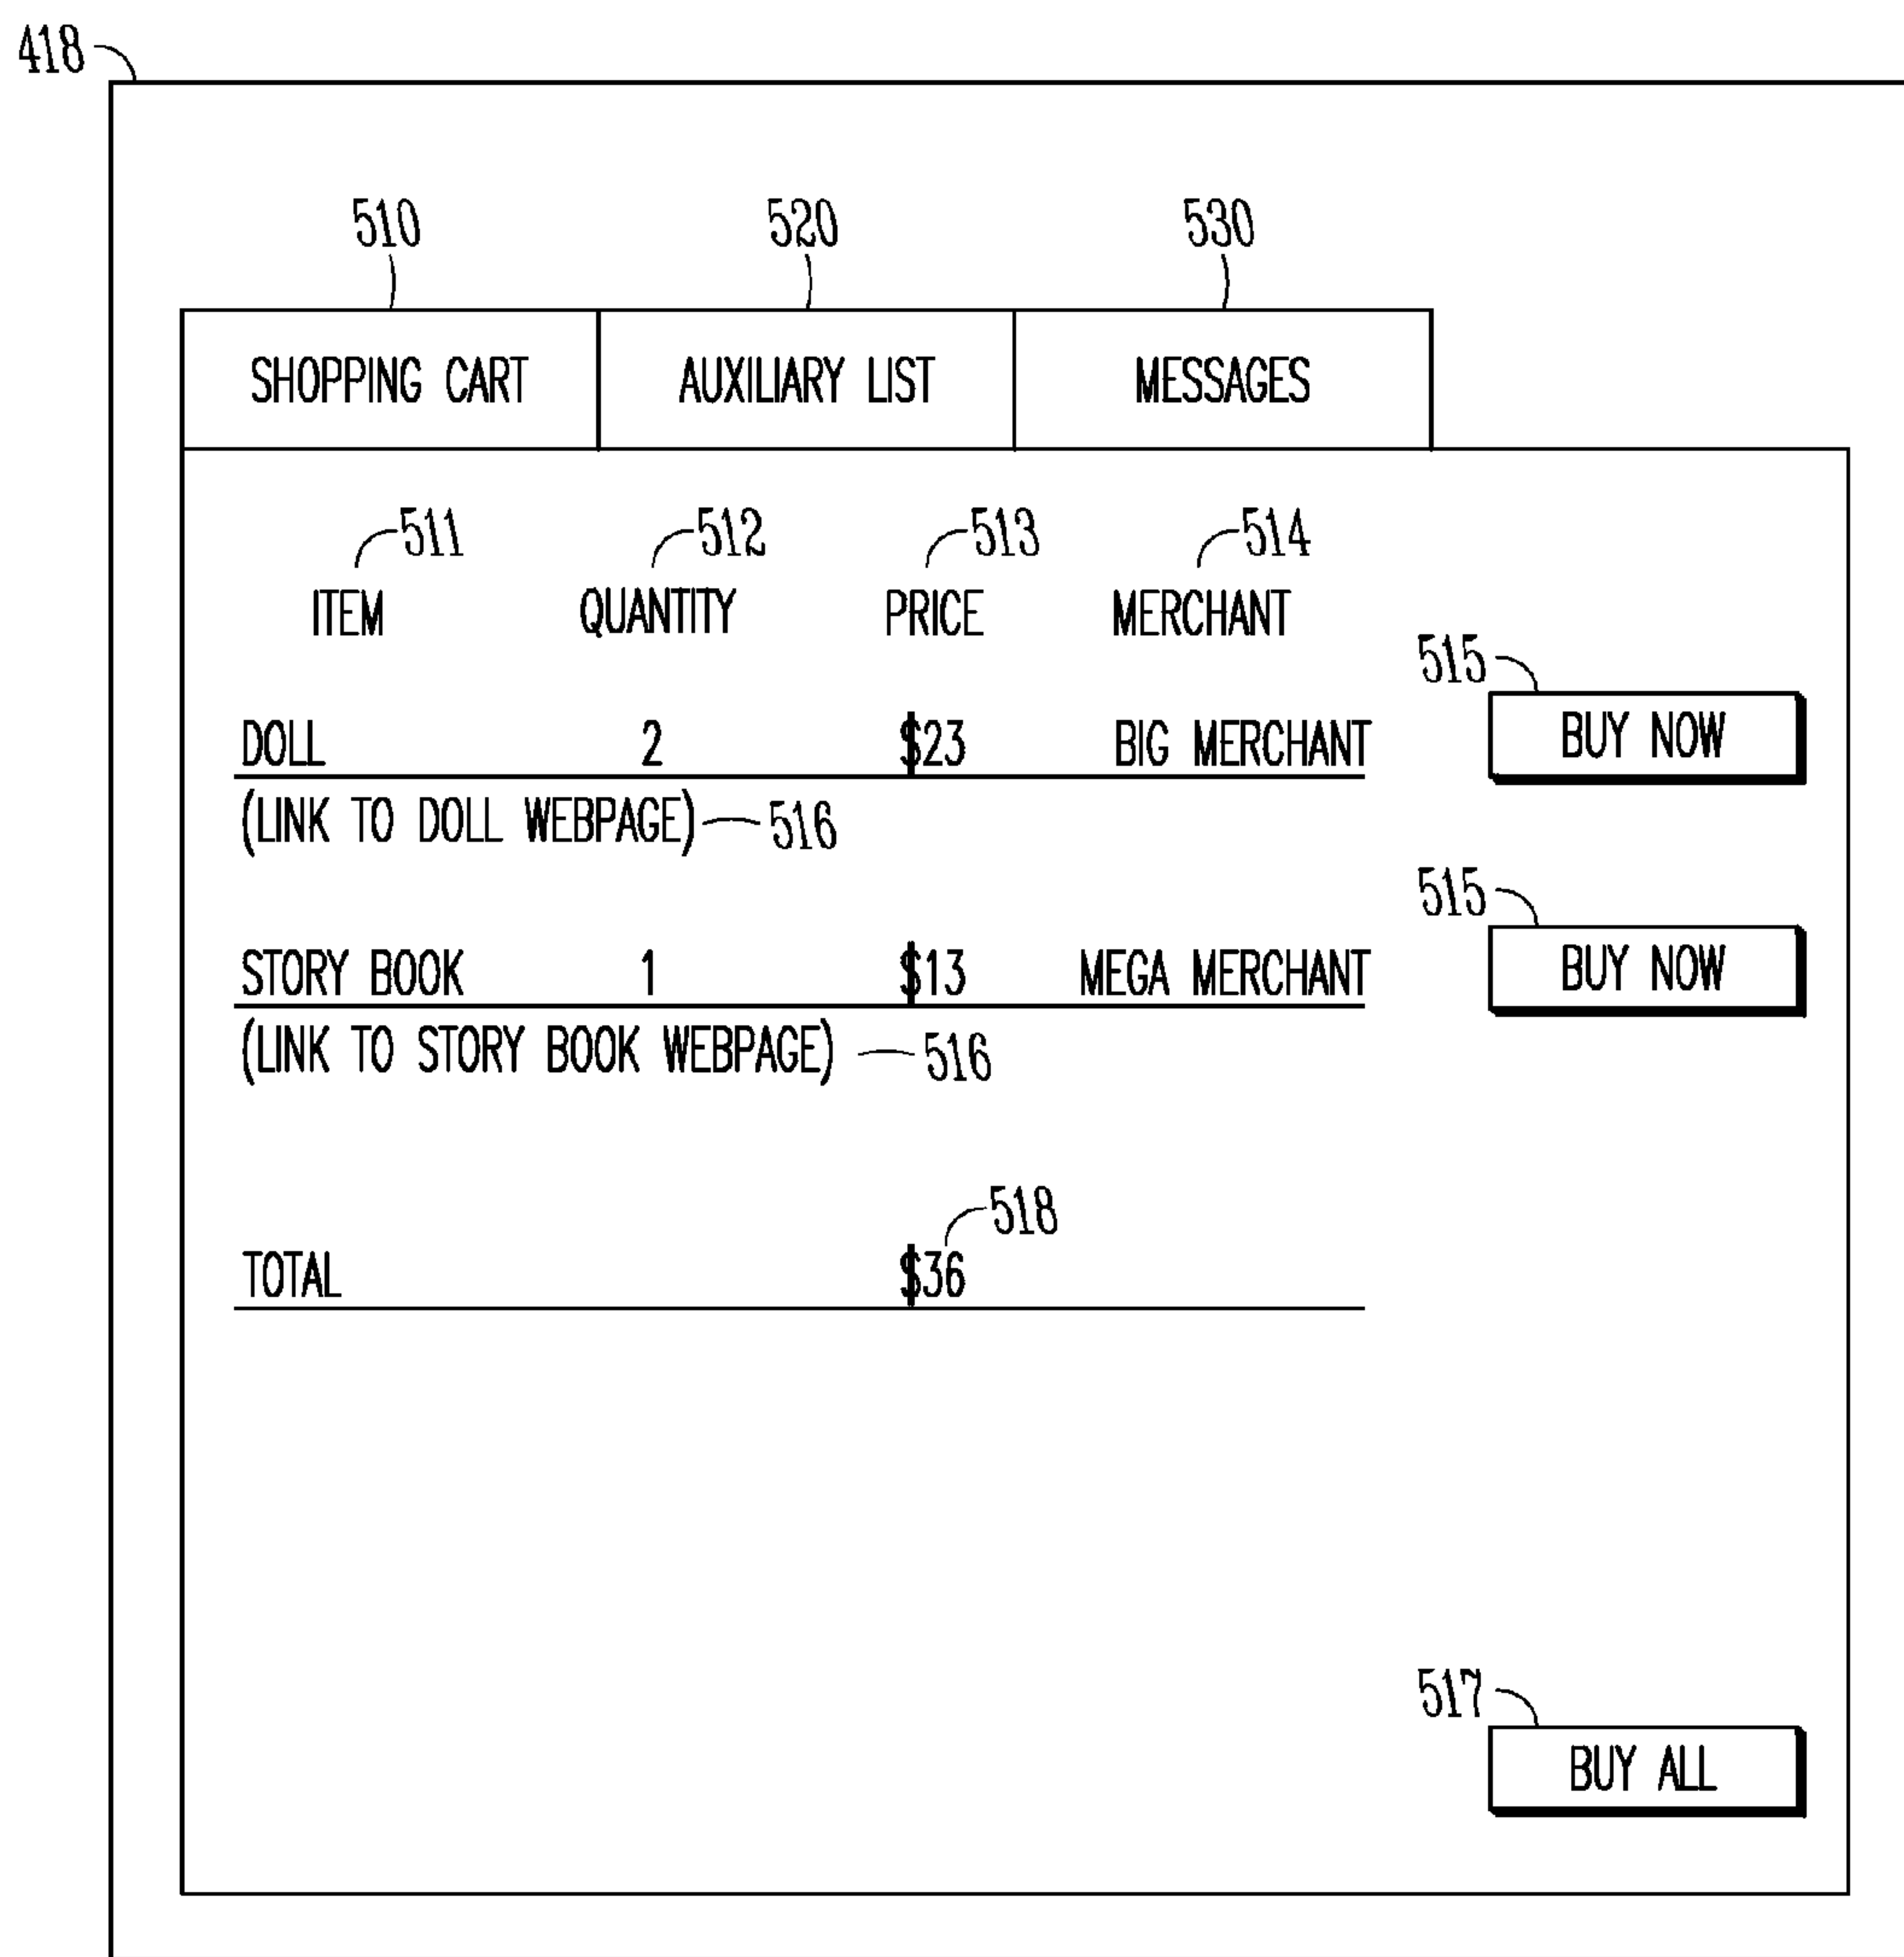 418
510 520 530
SHOPPING CART AUXILIARY LIST MESSAGES
511 512 513 514
ITEM QUANTITY PRICE MERCHANT
515
DOLL 2 $23 BIG MERCHANT BUY NOW
(LINK TO DOLL WEBPAGE) 516
515
STORY BOOK 1 $13 MEGA MERCHANT BUY NOW
(LINK TO STORY BOOK WEBPAGE) 516
518
TOTAL $36
517
BUY ALL